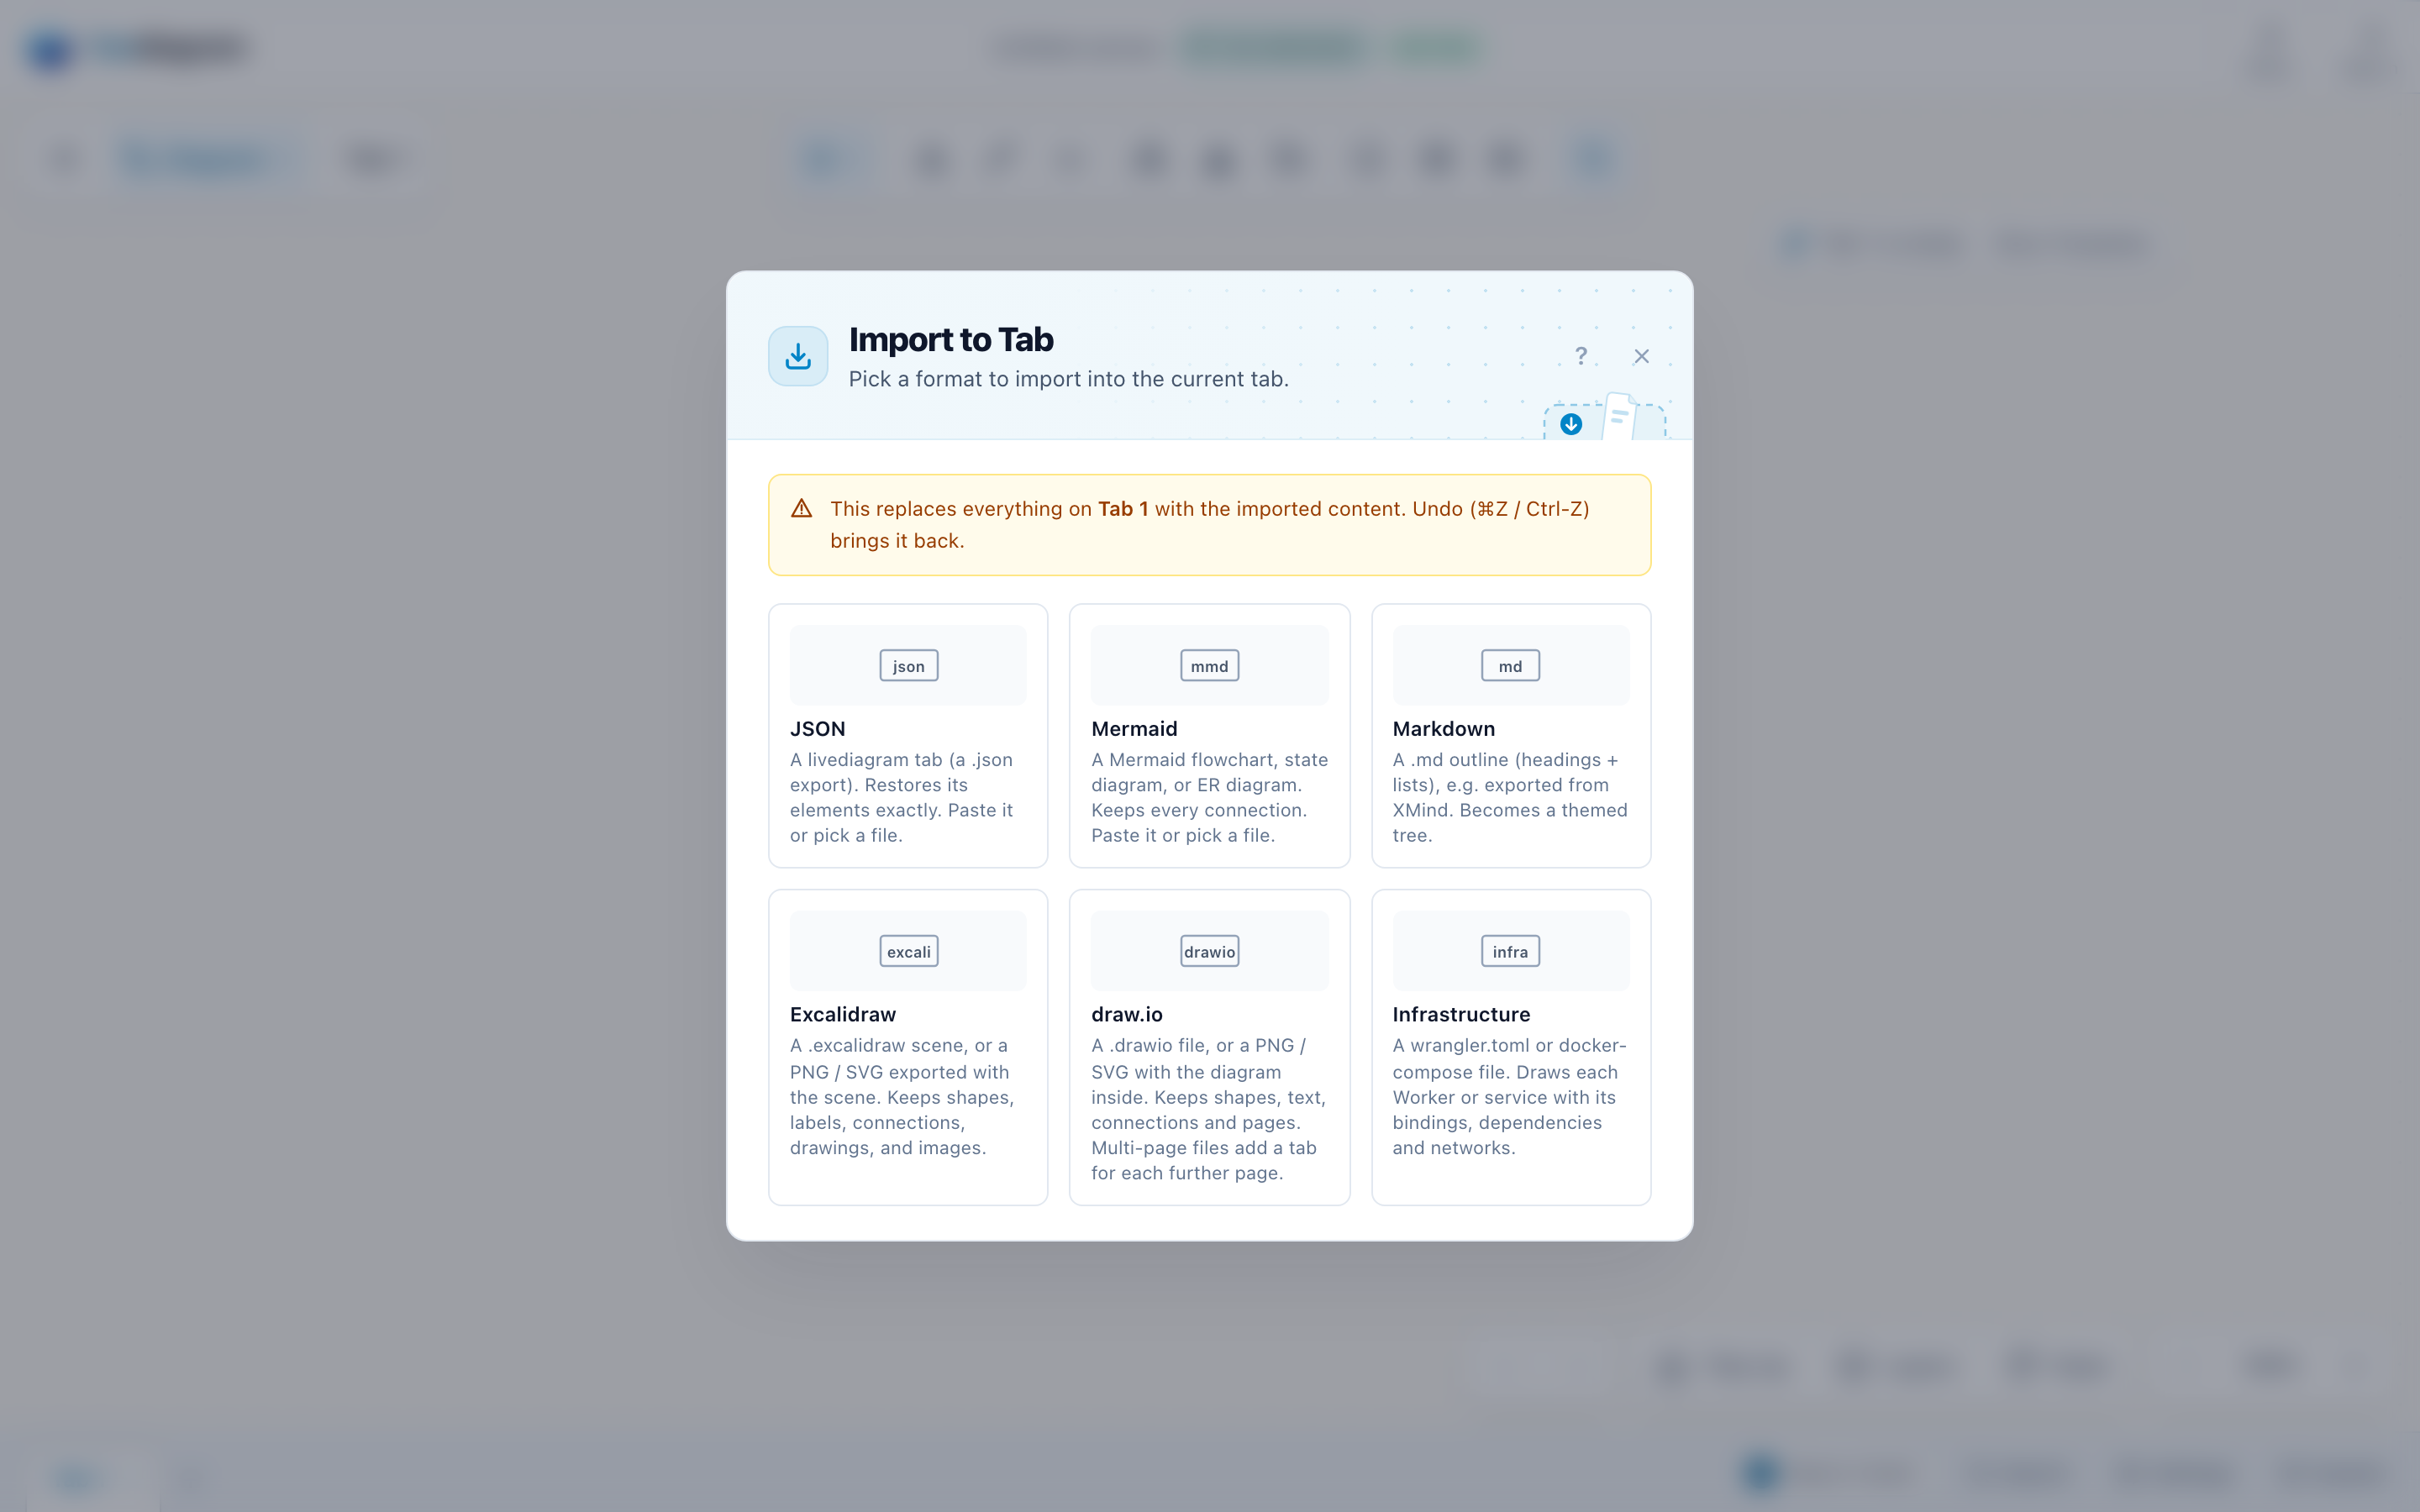 Import to Tab
Pick a format to import into the current tab.
?
This replaces everything on Tab 1 with the imported content. Undo (⌘Z / Ctrl-Z)
brings it back.
json
JSON
A livediagram tab (a .json
export). Restores its
elements exactly. Paste it
or pick a file.
mmd
Mermaid
A Mermaid flowchart, state
diagram, or ER diagram.
Keeps every connection.
Paste it or pick a file.
md
Markdown
A .md outline (headings +
lists), e.g. exported from
XMind. Becomes a themed
tree.
excali
Excalidraw
A .excalidraw scene, or a
PNG / SVG exported with
the scene. Keeps shapes,
labels, connections,
drawings, and images.
drawio
draw.io
A .drawio file, or a PNG /
SVG with the diagram
inside. Keeps shapes, text,
connections and pages.
Multi-page files add a tab
for each further page.
infra
Infrastructure
A wrangler.toml or docker-
compose file. Draws each
Worker or service with its
bindings, dependencies
and networks.